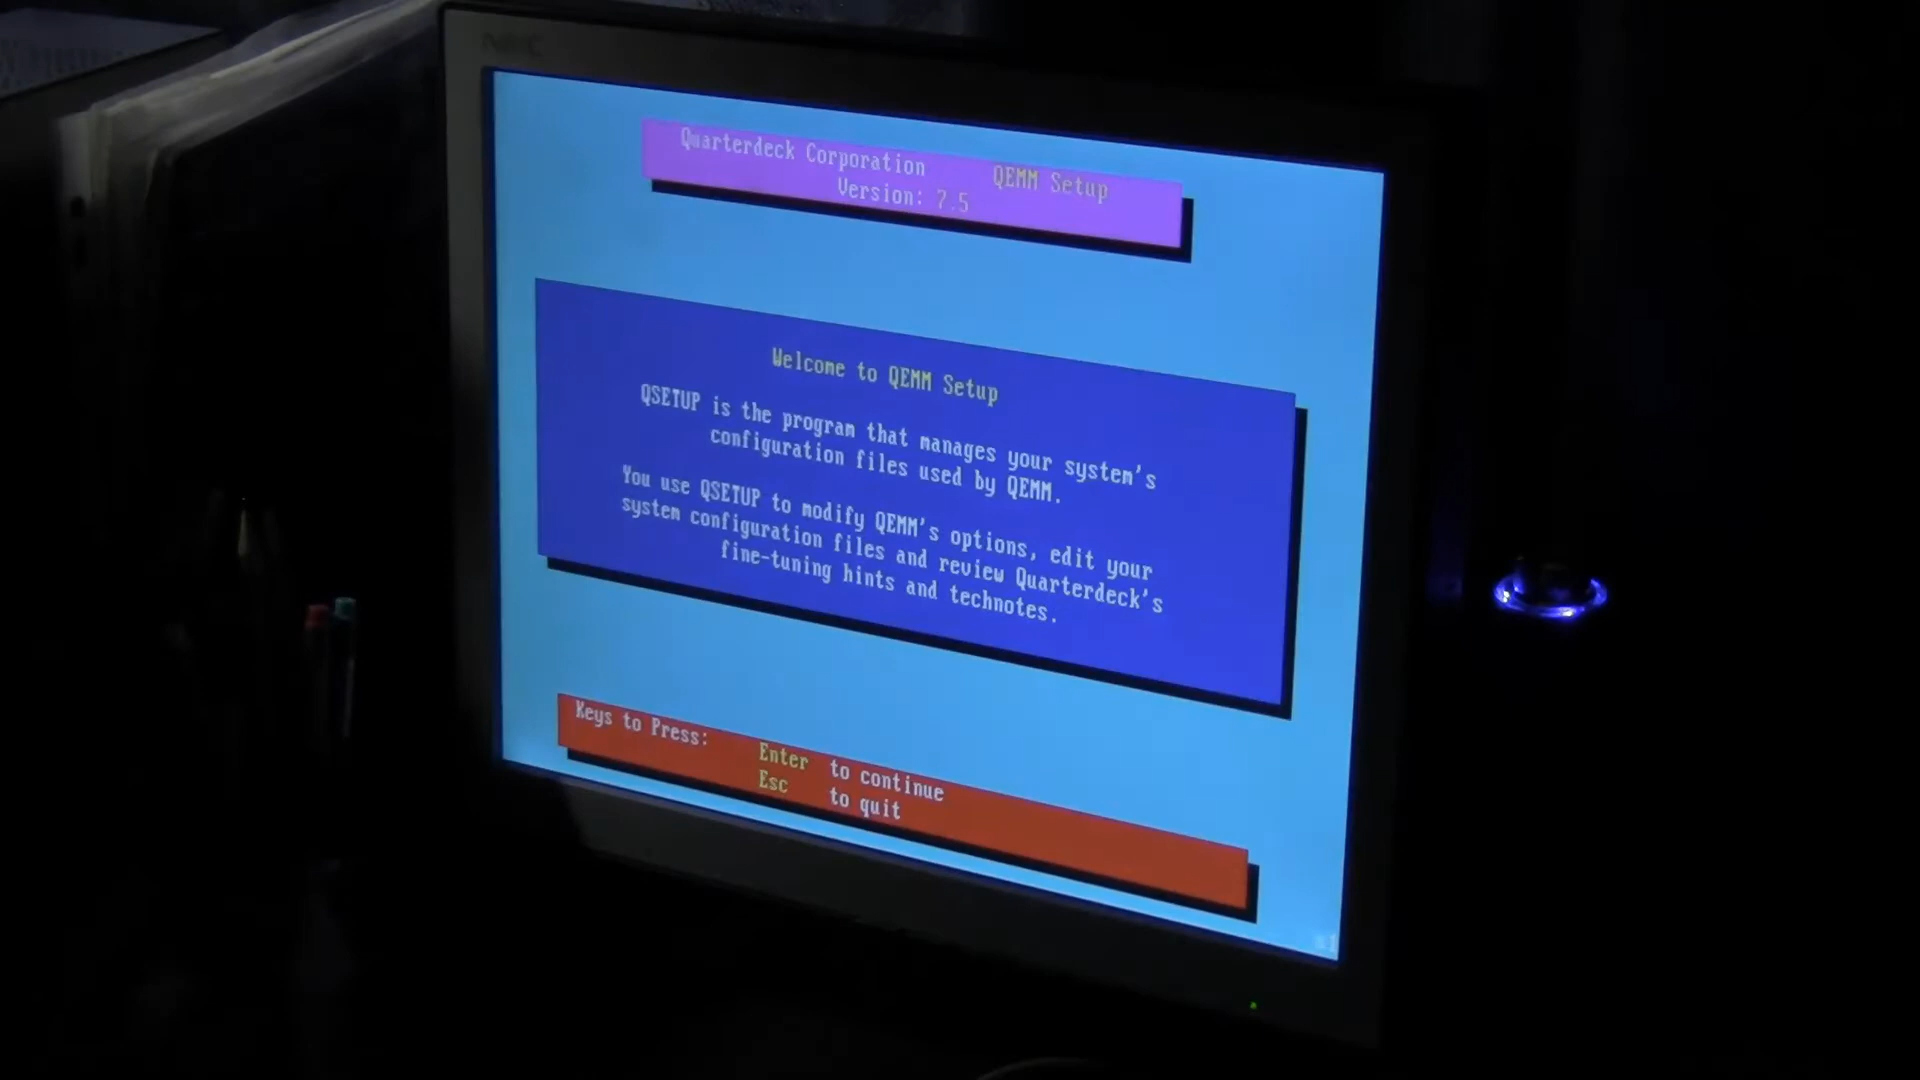 NEC
Quarterdeck Corporation QEMM Setup
Version: 7.5
Welcome to QEMM Setup
QSETUP is the program that manages your system's
configuration files used by QEMM.
You use QSETUP to modify QEMM's options, edit your
system configuration files and review Quarterdeck's
fine-tuning hints and technotes.
Keys to Press:
Enter to continue
Esc to quit